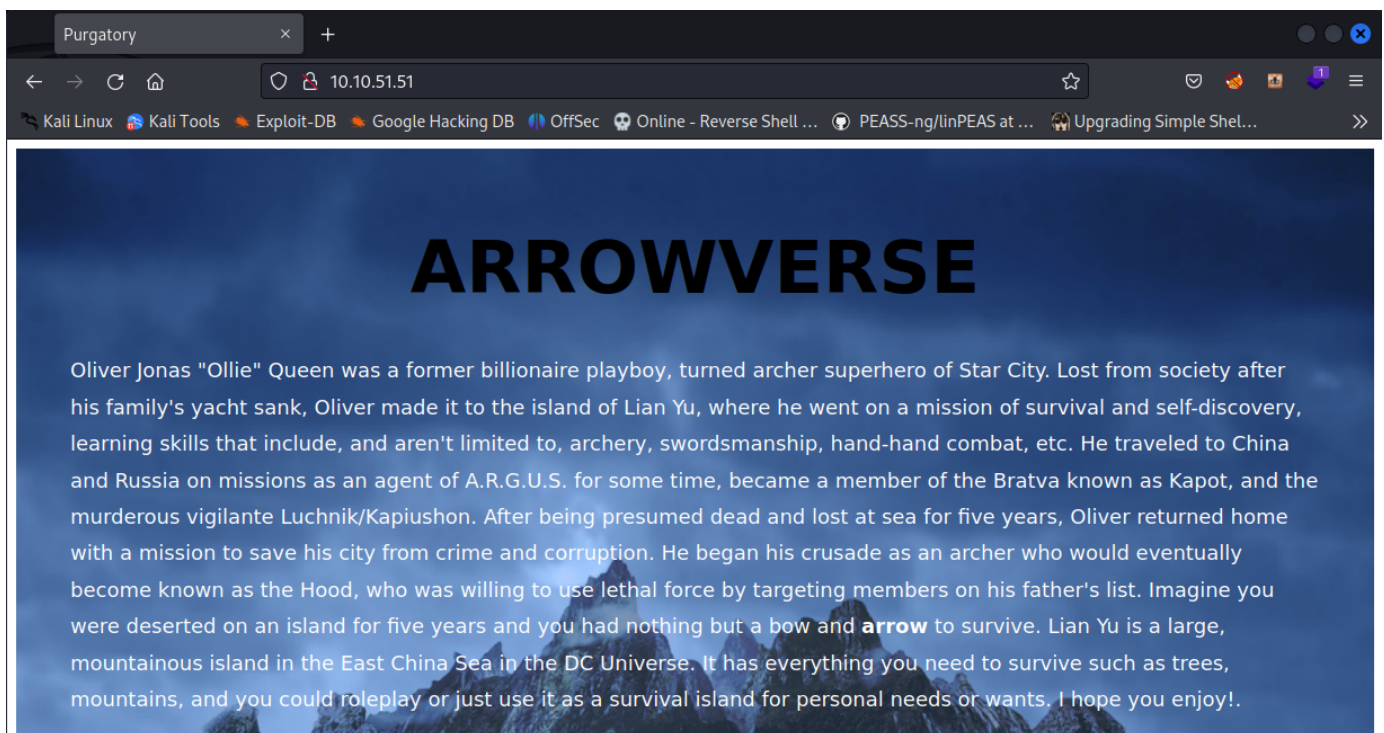 Purgatory
10.10.51.51
1
Kali Linux Kali Tools Exploit-DB Google Hacking DB OffSec Online - Reverse Shell ... PEASS-ng/linPEAS at ... Upgrading Simple Shel...
ARROWVERSE
Oliver Jonas "Ollie" Queen was a former billionaire playboy, turned archer superhero of Star City. Lost from society after
his family's yacht sank, Oliver made it to the island of Lian Yu, where he went on a mission of survival and self-discovery,
learning skills that include, and aren't limited to, archery, swordsmanship, hand-hand combat, etc. He traveled to China
and Russia on missions as an agent of A.R.G.U.S. for some time, became a member of the Bratva known as Kapot, and the
murderous vigilante Luchnik/Kapiushon. After being presumed dead and lost at sea for five years, Oliver returned home
with a mission to save his city from crime and corruption. He began his crusade as an archer who would eventually
become known as the Hood, who was willing to use lethal force by targeting members on his father's list. Imagine you
were deserted on an island for five years and you had nothing but a bow and arrow to survive. Lian Yu is a large,
mountainous island in the East China Sea in the DC Universe. It has everything you need to survive such as trees,
mountains, and you could roleplay or just use it as a survival island for personal needs or wants. I hope you enjoy!.